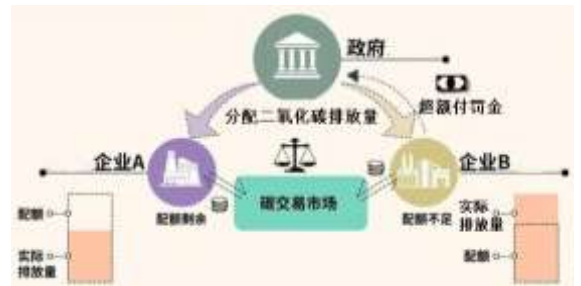 政府
分配二氧化碳排放量
超额付罚金
企业A
企业B
配额剩余
碳交易市场
配额不足
配额
实际
排放量
实际
排放量
配额